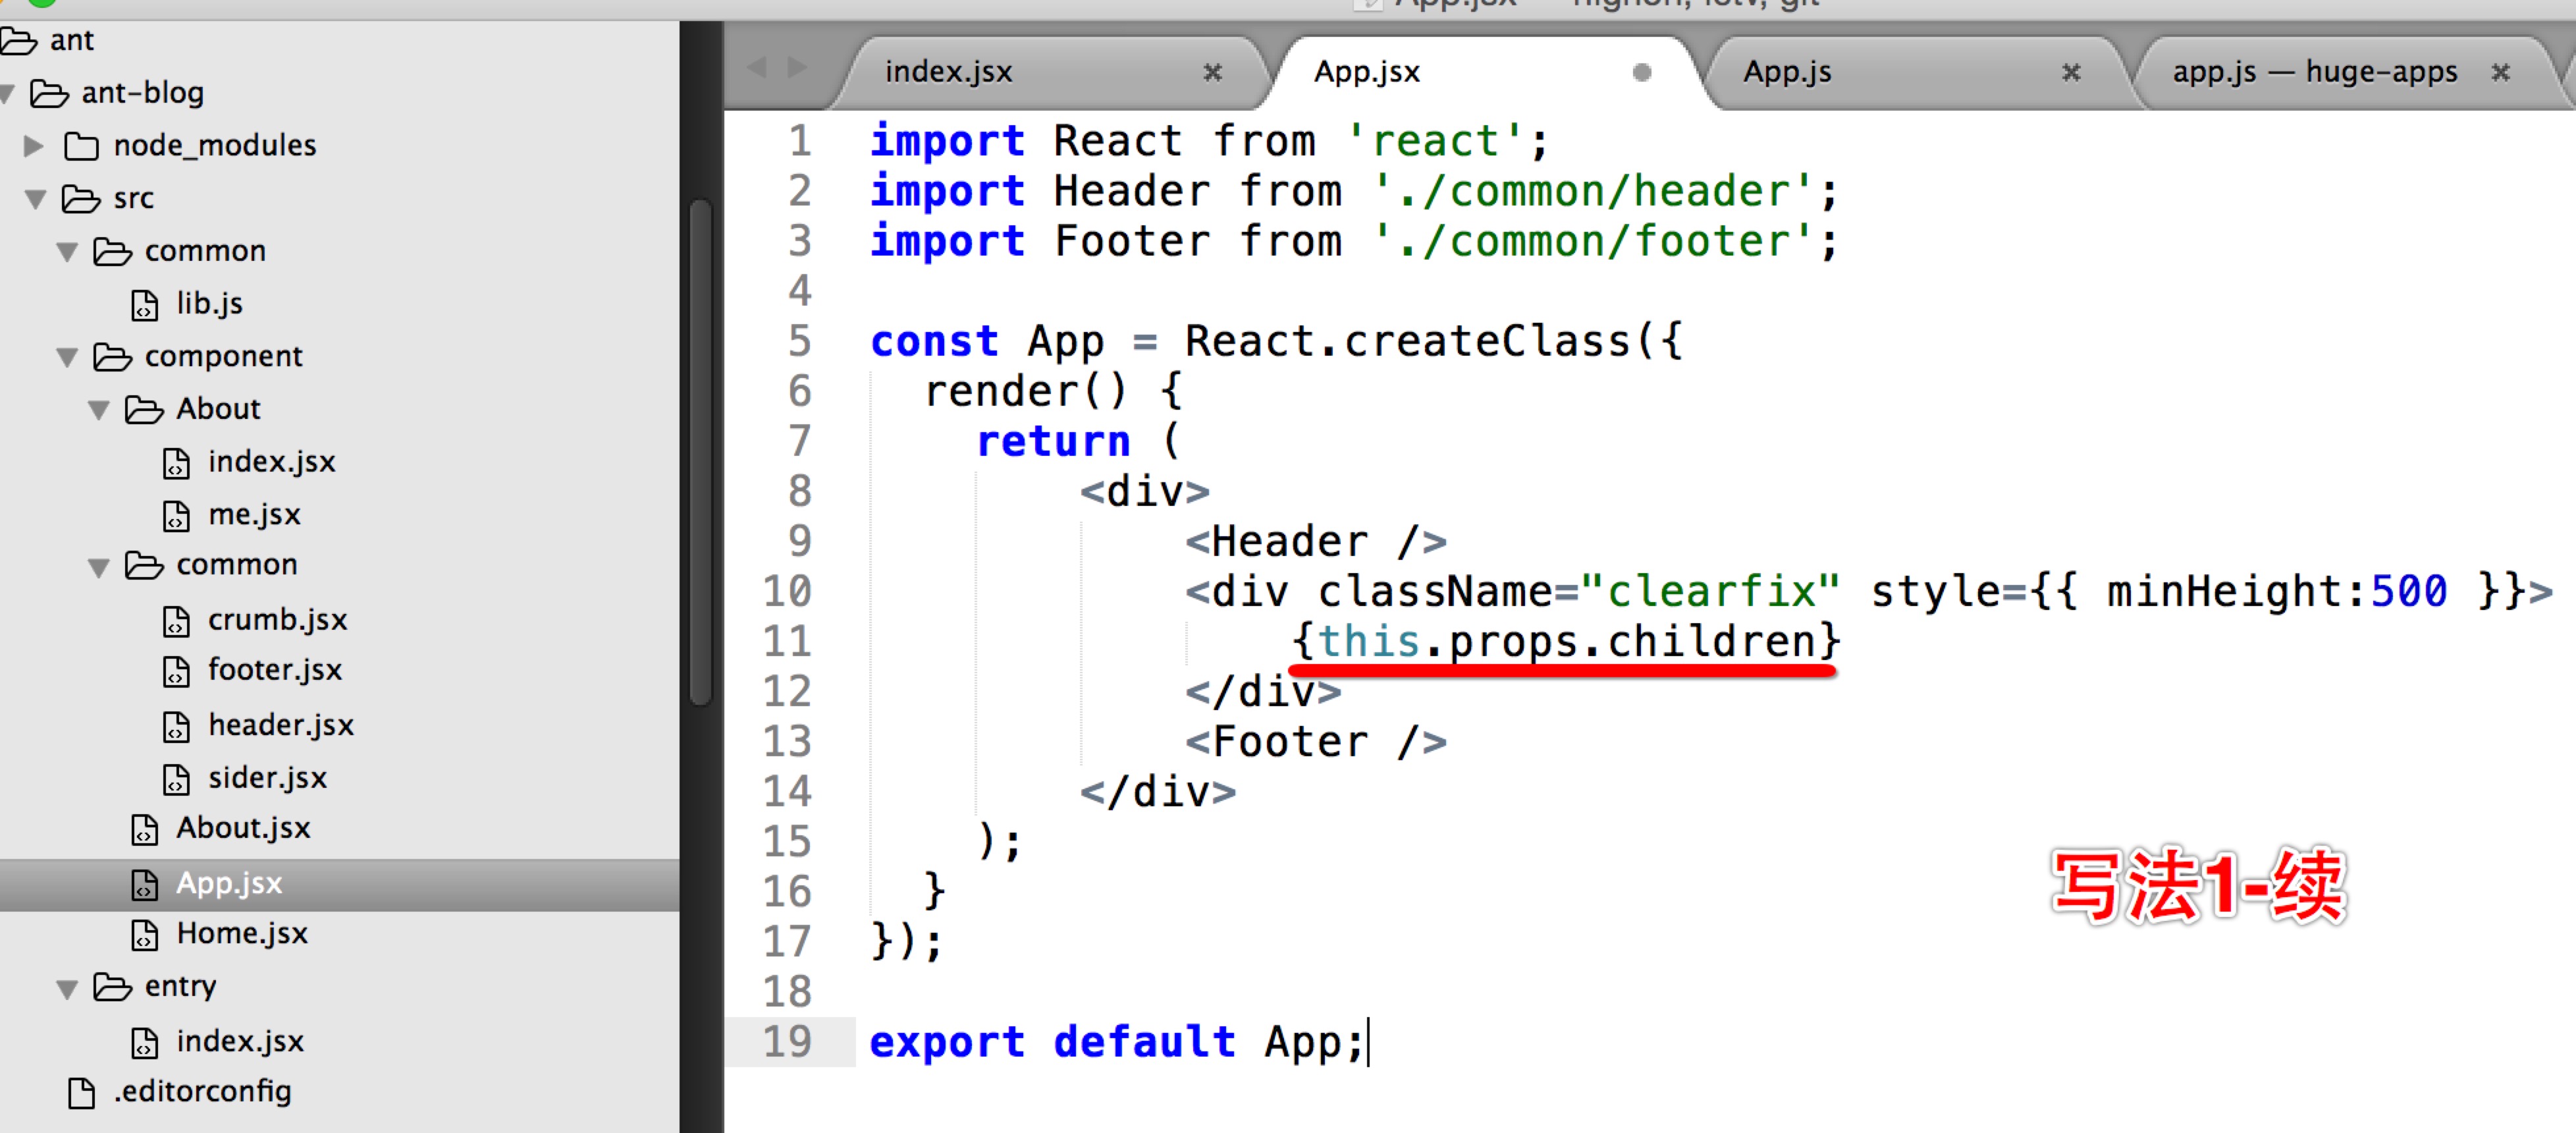 ant
ant-blog
node_modules
src
common
lib.js
component
About
index.jsx
me.jsx
common
crumb.jsx
footer.jsx
header.jsx
sider.jsx
About.jsx
App.jsx
Home.jsx
entry
index.jsx
.editorconfig
index.jsx
App.jsx
App.js
app.js — huge-apps
1 import React from 'react';
2 import Header from './common/header';
3 import Footer from './common/footer';
4
5 const App = React.createClass({
6 render() {
7 return (
8 <div>
9 <Header />
10 <div className="clearfix" style={{ minHeight:500 }}>
11 {this.props.children}
12 </div>
13 <Footer />
14 </div>
15 );
16 }
17 });
18
19 export default App;
写法1-续